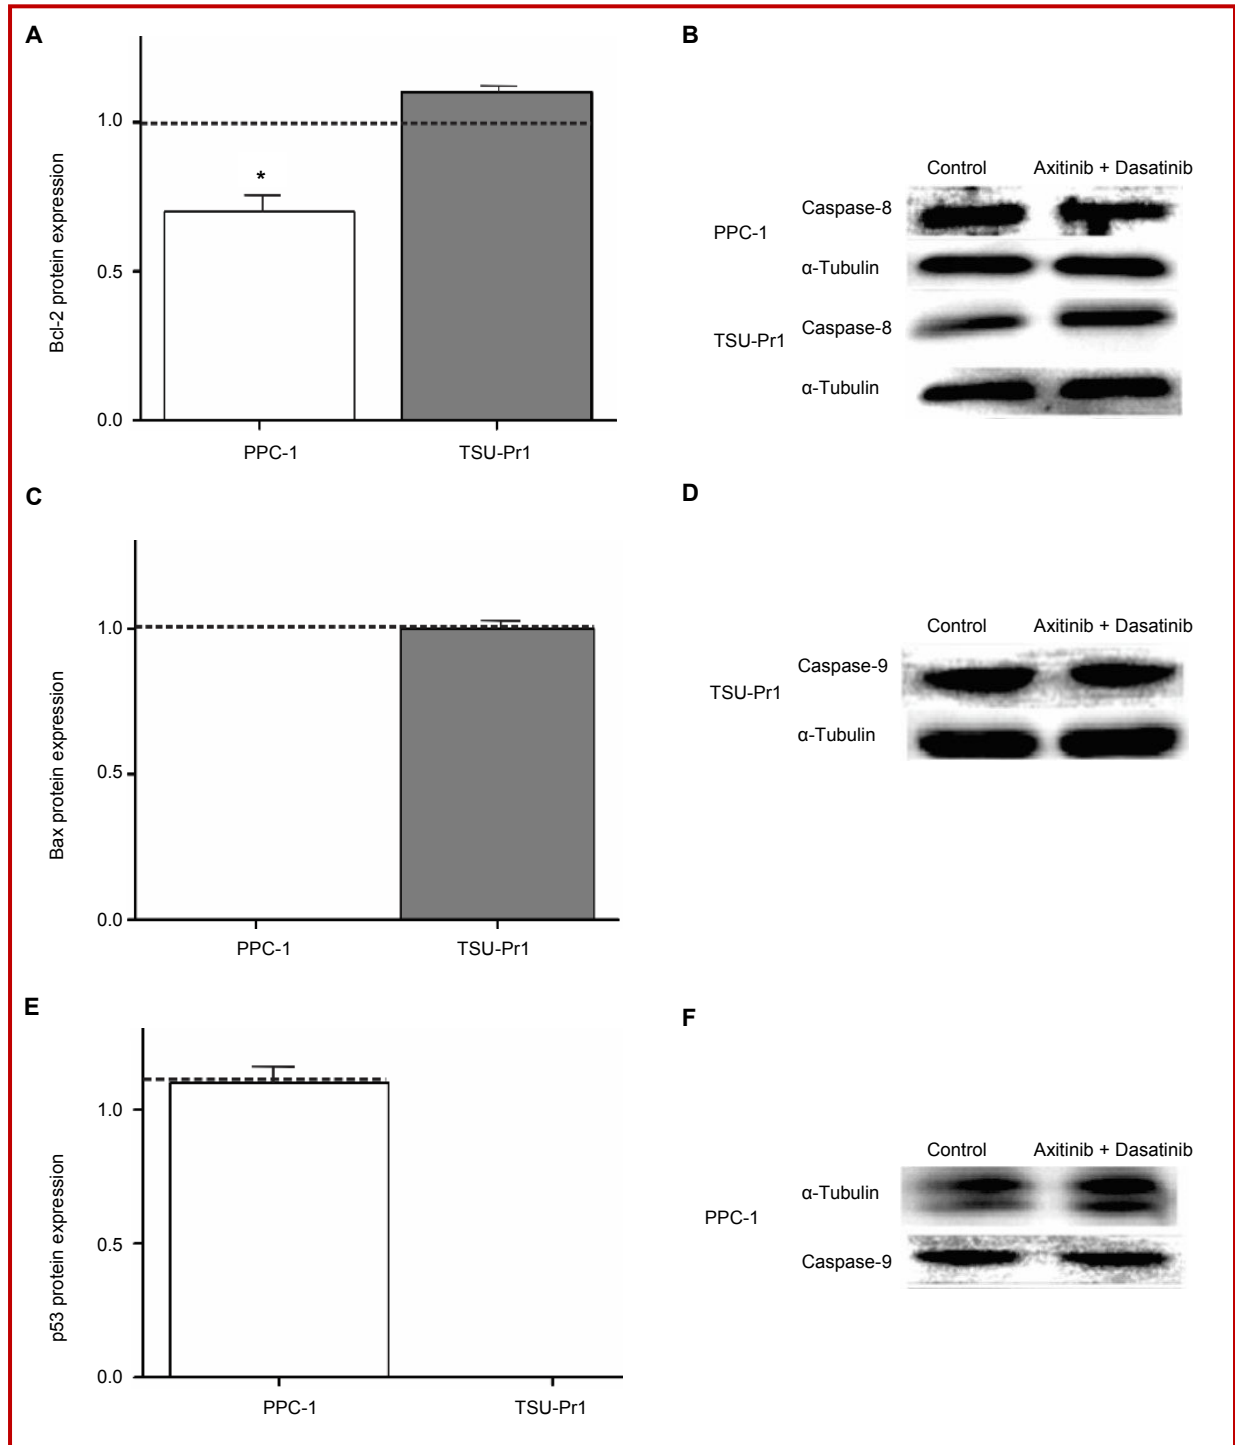 A
Bcl-2 protein expression
1.0
0.5
0.0
*
PPC-1
TSU-Pr1
B
Control
Axitinib + Dasatinib
PPC-1
Caspase-8
α-Tubulin
TSU-Pr1
Caspase-8
α-Tubulin
C
Bax protein expression
1.0
0.5
0.0
PPC-1
TSU-Pr1
D
Control
Axitinib + Dasatinib
TSU-Pr1
Caspase-9
α-Tubulin
E
p53 protein expression
1.0
0.5
0.0
PPC-1
TSU-Pr1
F
Control
Axitinib + Dasatinib
PPC-1
α-Tubulin
Caspase-9